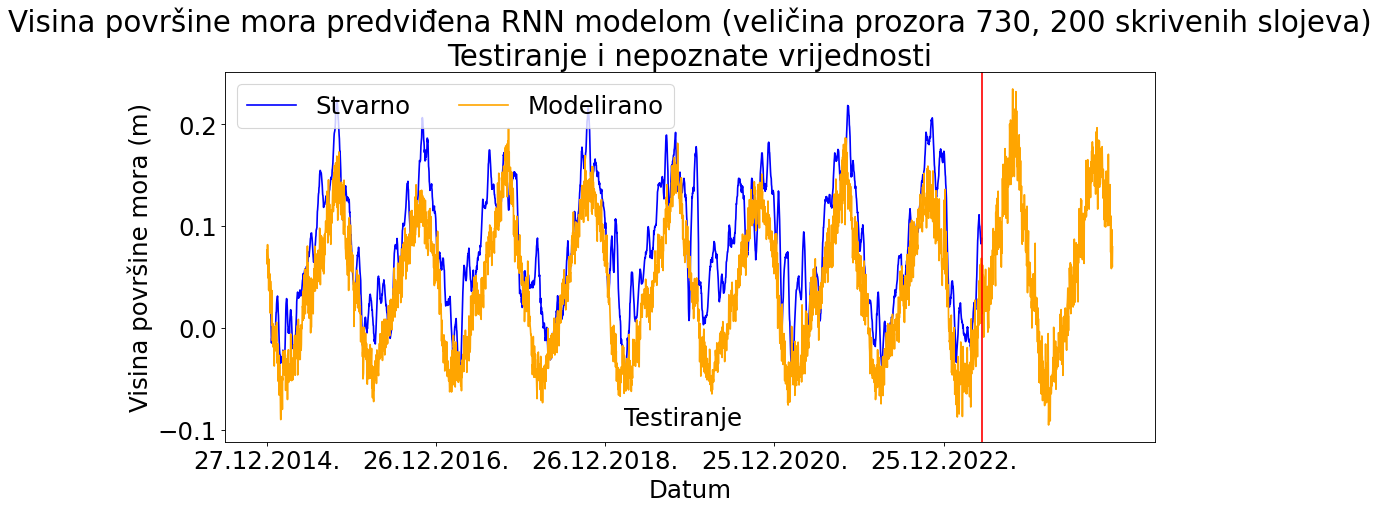 Visina površine mora predviđena RNN modelom (veličina prozora 730, 200 skrivenih slojeva)
Testiranje i nepoznate vrijednosti
Stvarno Modelirano
Visina površine mora (m)
0.2
0.1
0.0
−0.1
Testiranje
27.12.2014. 26.12.2016. 26.12.2018. 25.12.2020. 25.12.2022.
Datum